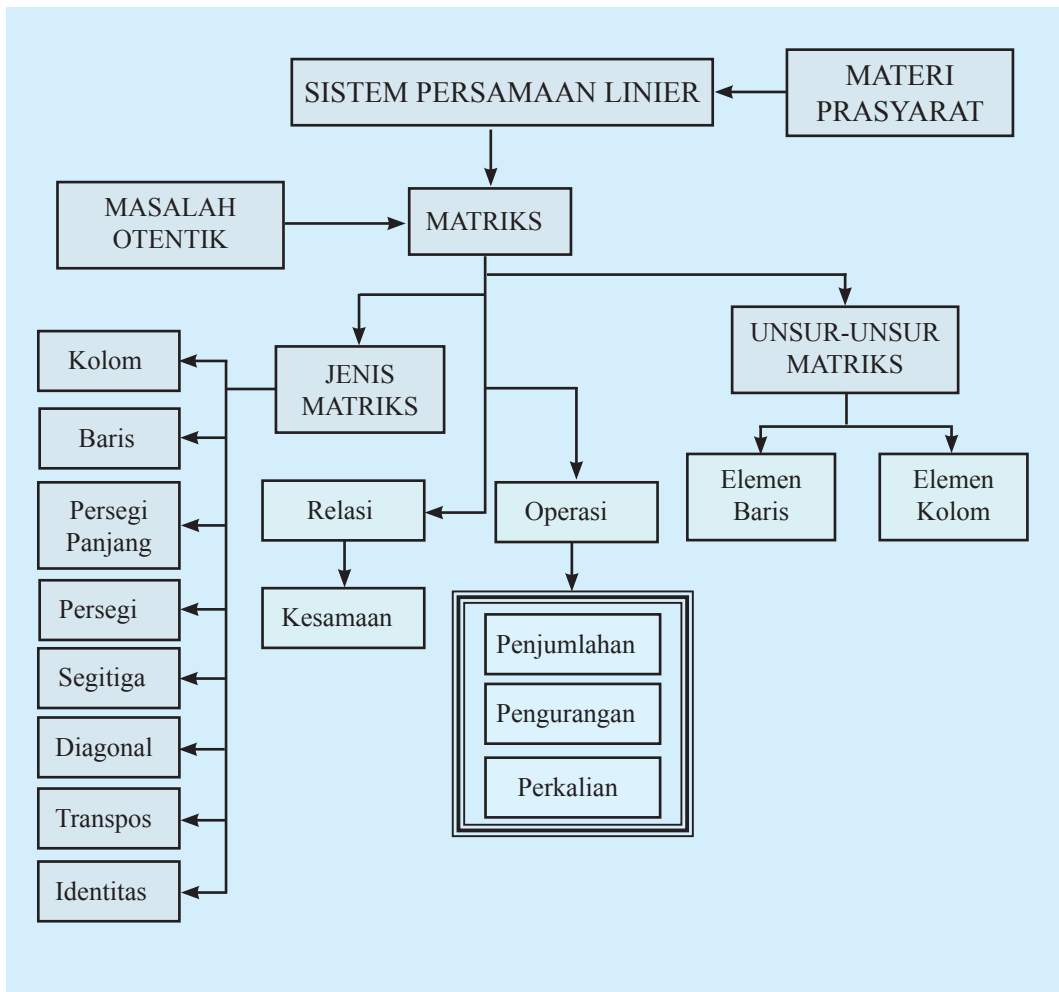 SISTEM PERSAMAAN LINIER
MATERI
PRASYARAT
MASALAH
OTENTIK
MATRIKS
UNSUR-UNSUR
MATRIKS
JENIS
MATRIKS
Kolom
Baris
Persegi
Panjang
Persegi
Segitiga
Diagonal
Transpos
Identitas
Relasi
Kesamaan
Operasi
Penjumlahan
Pengurangan
Perkalian
Elemen
Baris
Elemen
Kolom